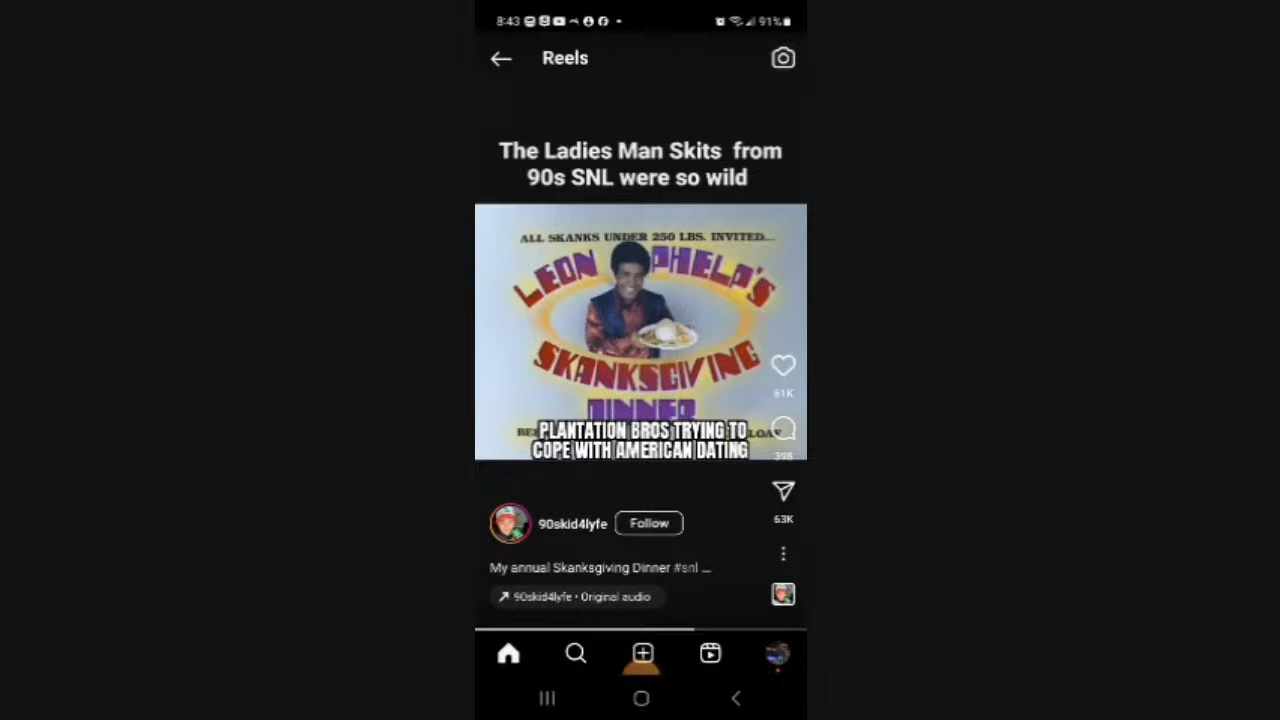 8:43
91%
Reels
The Ladies Man Skits from
90s SNL were so wild
ALL SKANKS UNDER 250 LBS. INVITED...
LEON PHELP'S
SKANKSGIVING
DINNER
PLANTATION BROS TRYING TO
COPE WITH AMERICAN DATING
61K
395
63K
90skid4lyfe
Follow
My annual Skanksgiving Dinner #snl ...
90skid4lyfe • Original audio